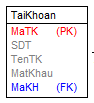 TaiKhoan
MaTK (PK)
SDT
TenTK
MatKhau
MaKH (FK)